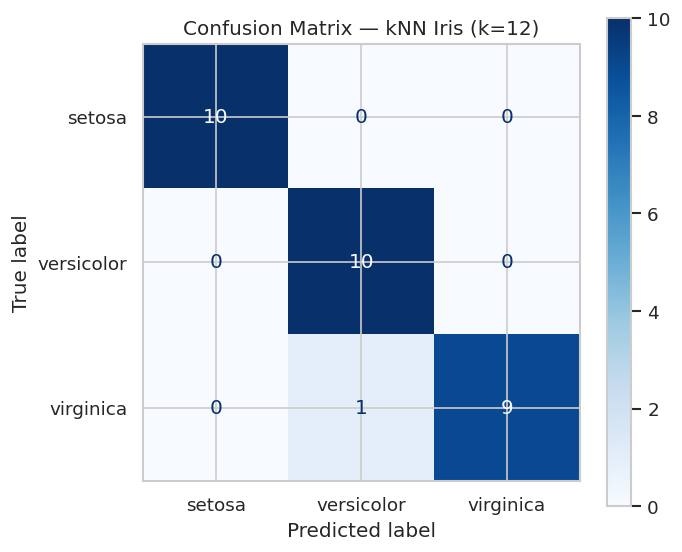 Confusion Matrix — kNN Iris (k=12)
True label
setosa
10 0 0
versicolor
0 10 0
virginica
0 1 9
setosa versicolor virginica
Predicted label
10
8
6
4
2
0